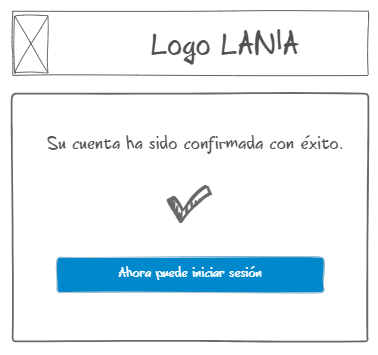 Logo LANIA
Su cuenta ha sido confirmada con éxito.
Ahora puede iniciar sesión